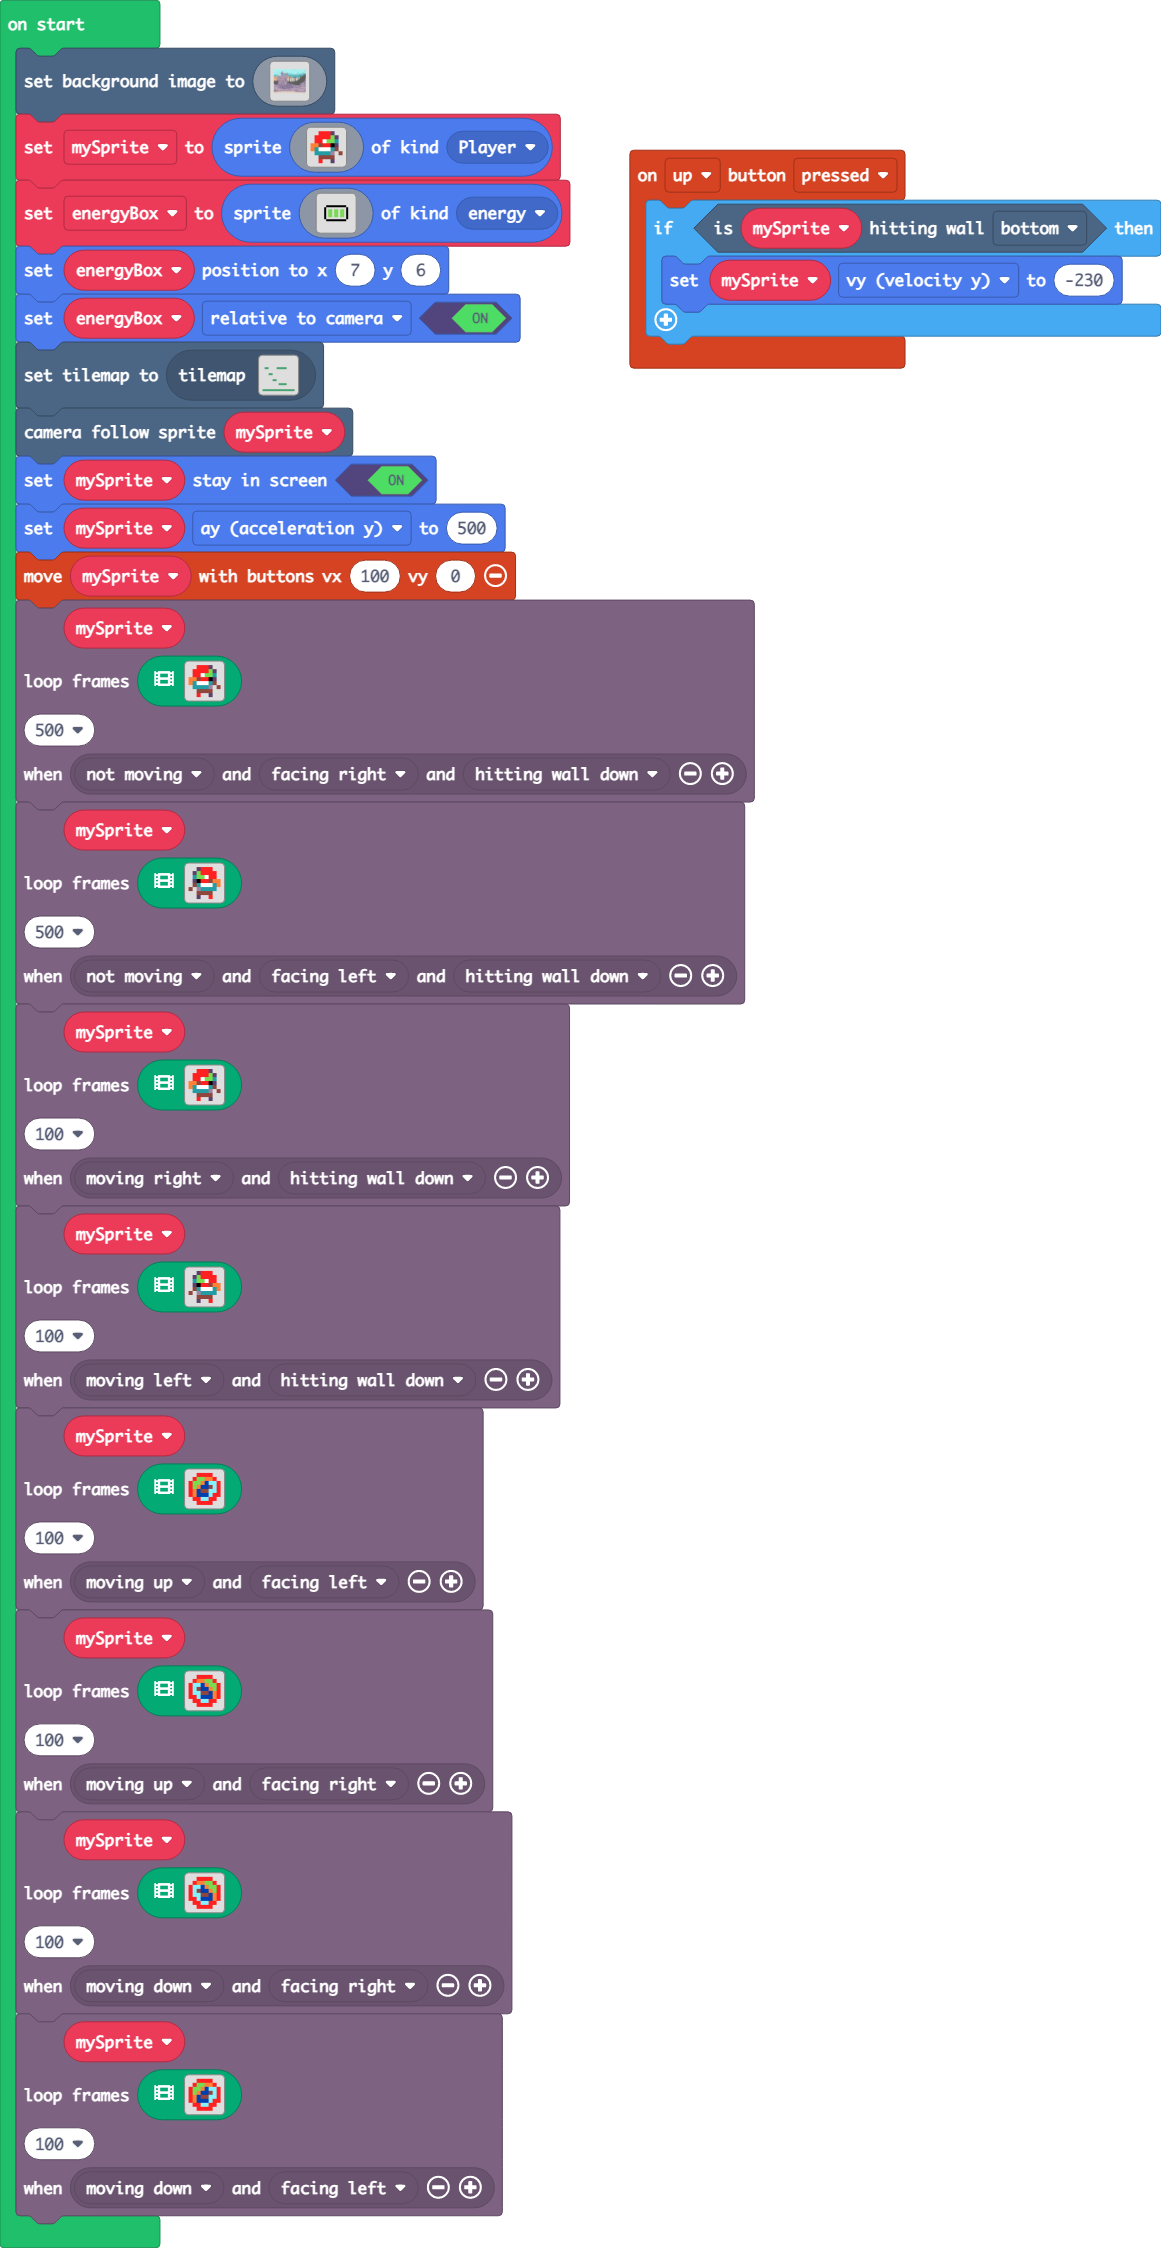 on start
set background image to
set mySprite to sprite of kind Player
set energyBox to sprite of kind energy
set energyBox position to x 7 y 6
set energyBox relative to camera ON
set tilemap to tilemap
camera follow sprite mySprite
set mySprite stay in screen ON
set mySprite ay (acceleration y) to 500
move mySprite with buttons vx 100 vy 0
mySprite
loop frames
500
when not moving and facing right and hitting wall down
mySprite
loop frames
500
when not moving and facing left and hitting wall down
mySprite
loop frames
100
when moving right and hitting wall down
mySprite
loop frames
100
when moving left and hitting wall down
mySprite
loop frames
100
when moving up and facing left
mySprite
loop frames
100
when moving up and facing right
mySprite
loop frames
100
when moving down and facing right
mySprite
loop frames
100
when moving down and facing left
on up button pressed
if is mySprite hitting wall bottom then
set mySprite vy (velocity y) to -230